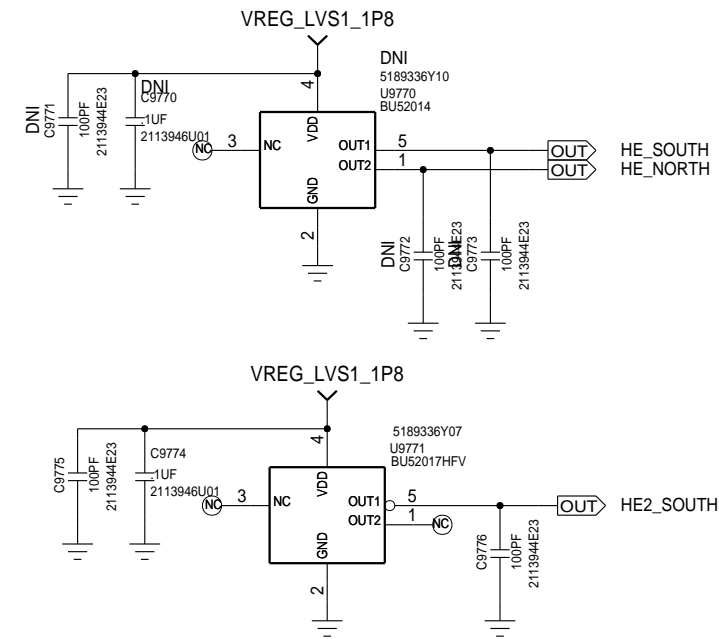 VREG_LVS1_1P8
DNI
5189336Y10
U9770
BU52014
DNI
C9771
100PF
2113944E23
DNI
C9770
.1UF
2113946U01
NC 3 NC
4
VDD
OUT1 5 OUT HE_SOUTH
OUT2 1 OUT HE_NORTH
GND
2
DNI
C9772
100PF
2113944E23
DNI
C9773
100PF
2113944E23
VREG_LVS1_1P8
5189336Y07
U9771
BU52017HFV
C9775
100PF
2113944E23
C9774
.1UF
2113946U01
NC 3 NC
4
VDD
OUT1 5 OUT HE2_SOUTH
OUT2 1 NC
GND
2
C9776
100PF
2113944E23